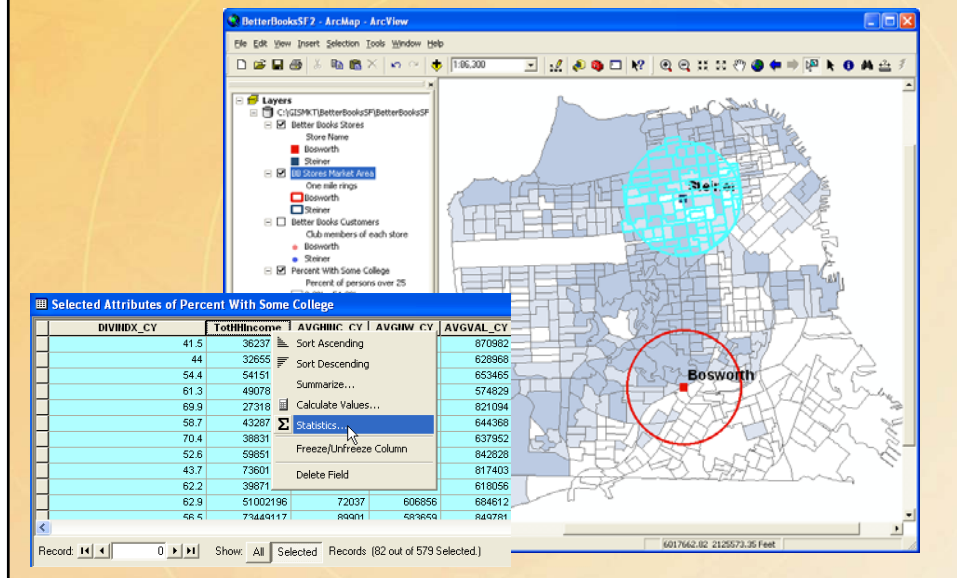 BetterBooksSF2 - ArcMap - ArcView
File Edit View Insert Selection Tools Window Help
1:86,300
Layers
C:\GISMKT\BetterBooksSF\BetterBooksSF
Better Books Stores
Store Name
Bosworth
Steiner
BB Stores Market Area
One mile rings
Bosworth
Steiner
Better Books Customers
Club members of each store
Bosworth
Steiner
Percent With Some College
Percent of persons over 25
Steiner
Bosworth
6017662.82 2125573.35 Feet
Selected Attributes of Percent With Some College
DIVINDX_CY TotHHIncome AVGHINC_CY AVGNW_CY AVGVAL_CY
41.5 36237 870982
44 32655 628968
54.4 54151 653465
61.3 49078 574829
69.9 27318 821094
58.7 43287 644368
70.4 38831 637952
52.6 59851 842828
43.7 73601 817403
62.2 39871 618056
62.9 51002196 72037 606856 684612
56.5 73449117 89901 583659 849781
Sort Ascending
Sort Descending
Summarize...
Calculate Values...
Σ Statistics...
Freeze/Unfreeze Column
Delete Field
Record: 0 Show: All Selected Records (82 out of 579 Selected.)